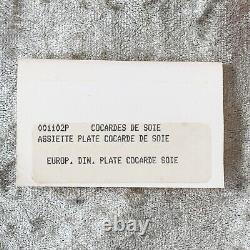 001102P COCARDES DE SOIE
ASSIETTE PLATE COCARDE DE SOIE
EUROP. DIN. PLATE COCARDE SOIE